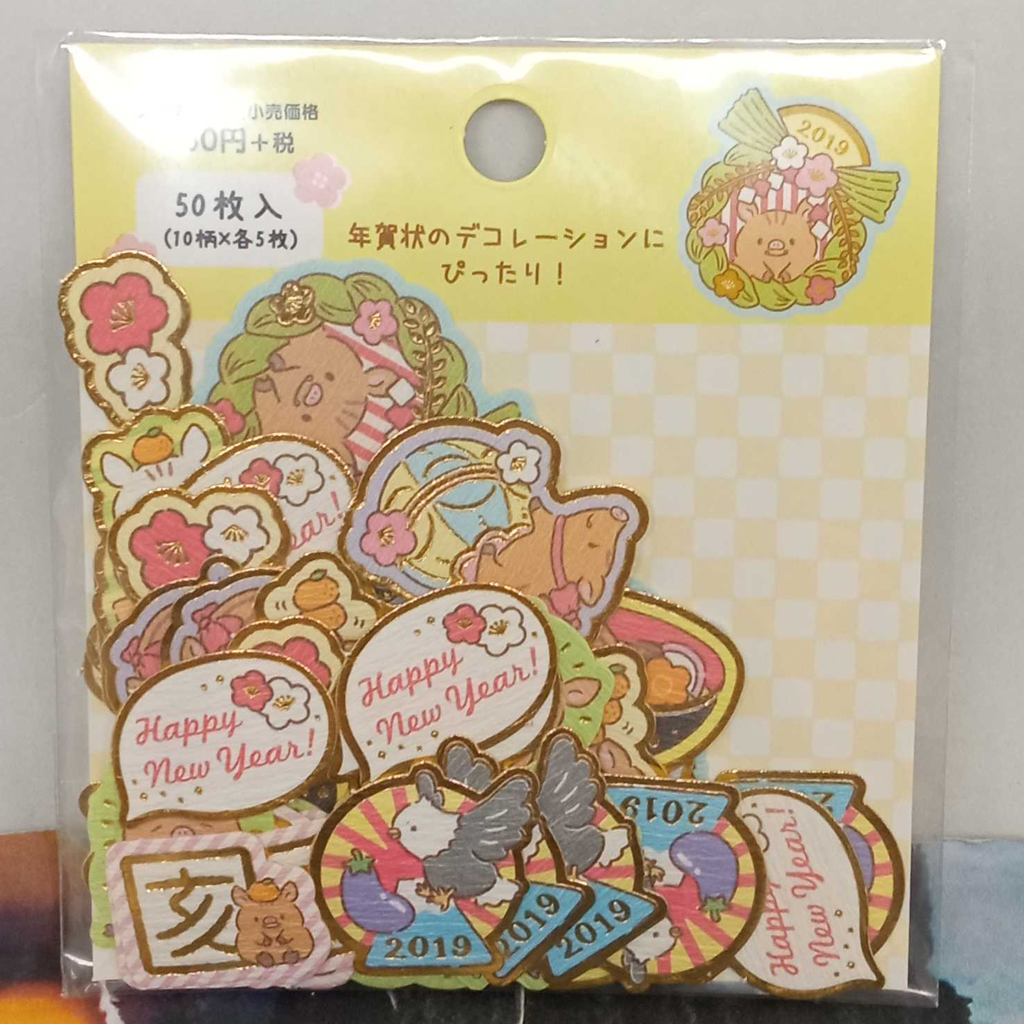 小売価格
0円+税
50枚入
(10柄×各5枚)
年賀状のデコレーションに
ぴったり!
2019
ear!
Happy
New Year!
Happy
New Year!
2019
亥
2019
2019
2019
Happy
New Year!